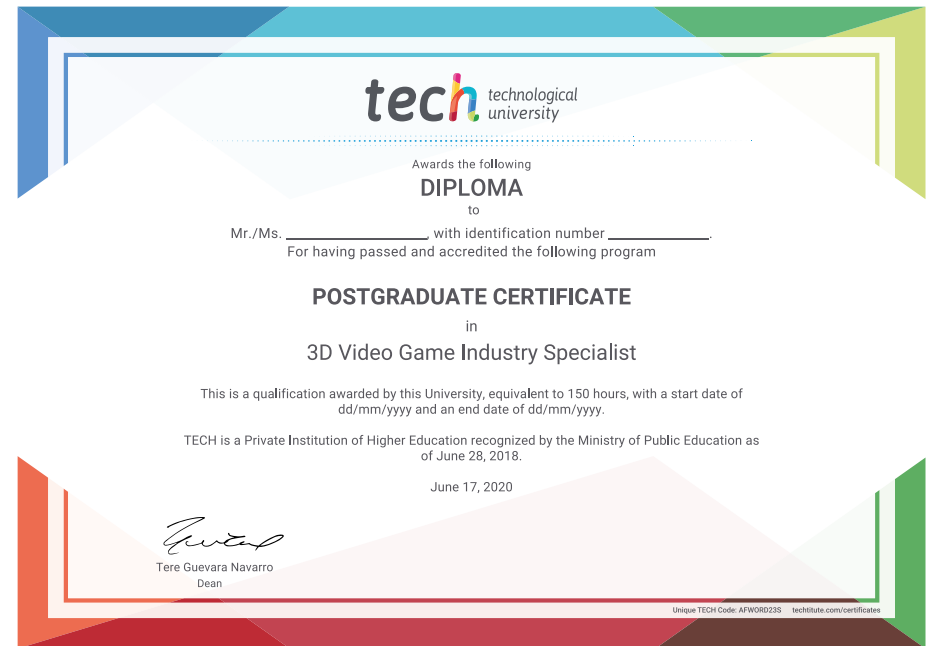 tech technological
university
Awards the following
DIPLOMA
to
Mr./Ms. ____________________, with identification number ______________.
For having passed and accredited the following program
POSTGRADUATE CERTIFICATE
in
3D Video Game Industry Specialist
This is a qualification awarded by this University, equivalent to 150 hours, with a start date of
dd/mm/yyyy and an end date of dd/mm/yyyy.
TECH is a Private Institution of Higher Education recognized by the Ministry of Public Education as
of June 28, 2018.
June 17, 2020
Tere Guevara Navarro
Dean
Unique TECH Code: AFWORD23S techtitute.com/certificates